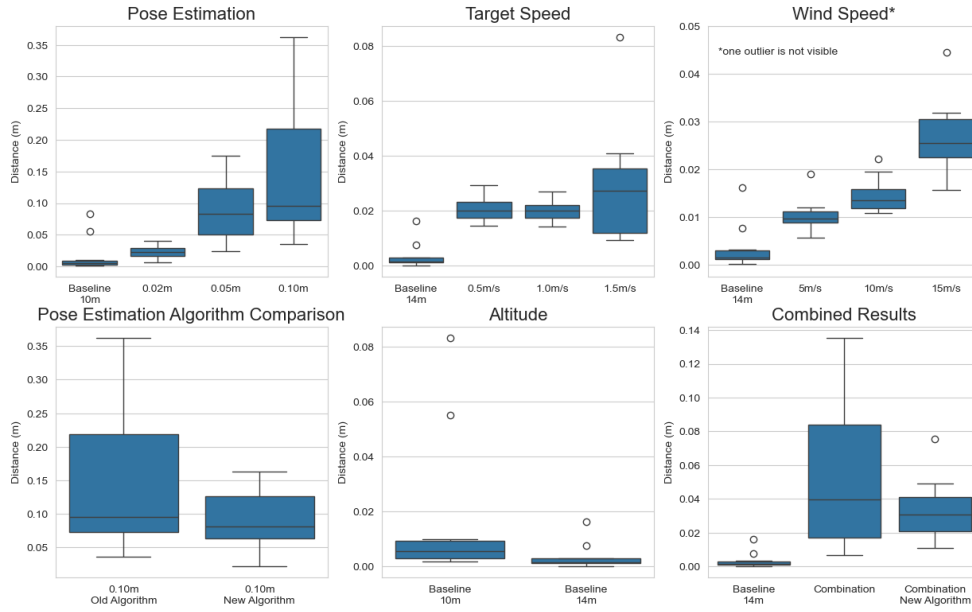 Pose Estimation
Distance (m)
0.35
0.30
0.25
0.20
0.15
0.10
0.05
0.00
Baseline
10m
0.02m
0.05m
0.10m
Target Speed
Distance (m)
0.08
0.06
0.04
0.02
0.00
Baseline
14m
0.5m/s
1.0m/s
1.5m/s
Wind Speed*
*one outlier is not visible
Distance (m)
0.05
0.04
0.03
0.02
0.01
0.00
Baseline
14m
5m/s
10m/s
15m/s
Pose Estimation Algorithm Comparison
Distance (m)
0.35
0.30
0.25
0.20
0.15
0.10
0.05
0.10m
Old Algorithm
0.10m
New Algorithm
Altitude
Distance (m)
0.08
0.06
0.04
0.02
0.00
Baseline
10m
Baseline
14m
Combined Results
Distance (m)
0.14
0.12
0.10
0.08
0.06
0.04
0.02
0.00
Baseline
14m
Combination
Combination
New Algorithm